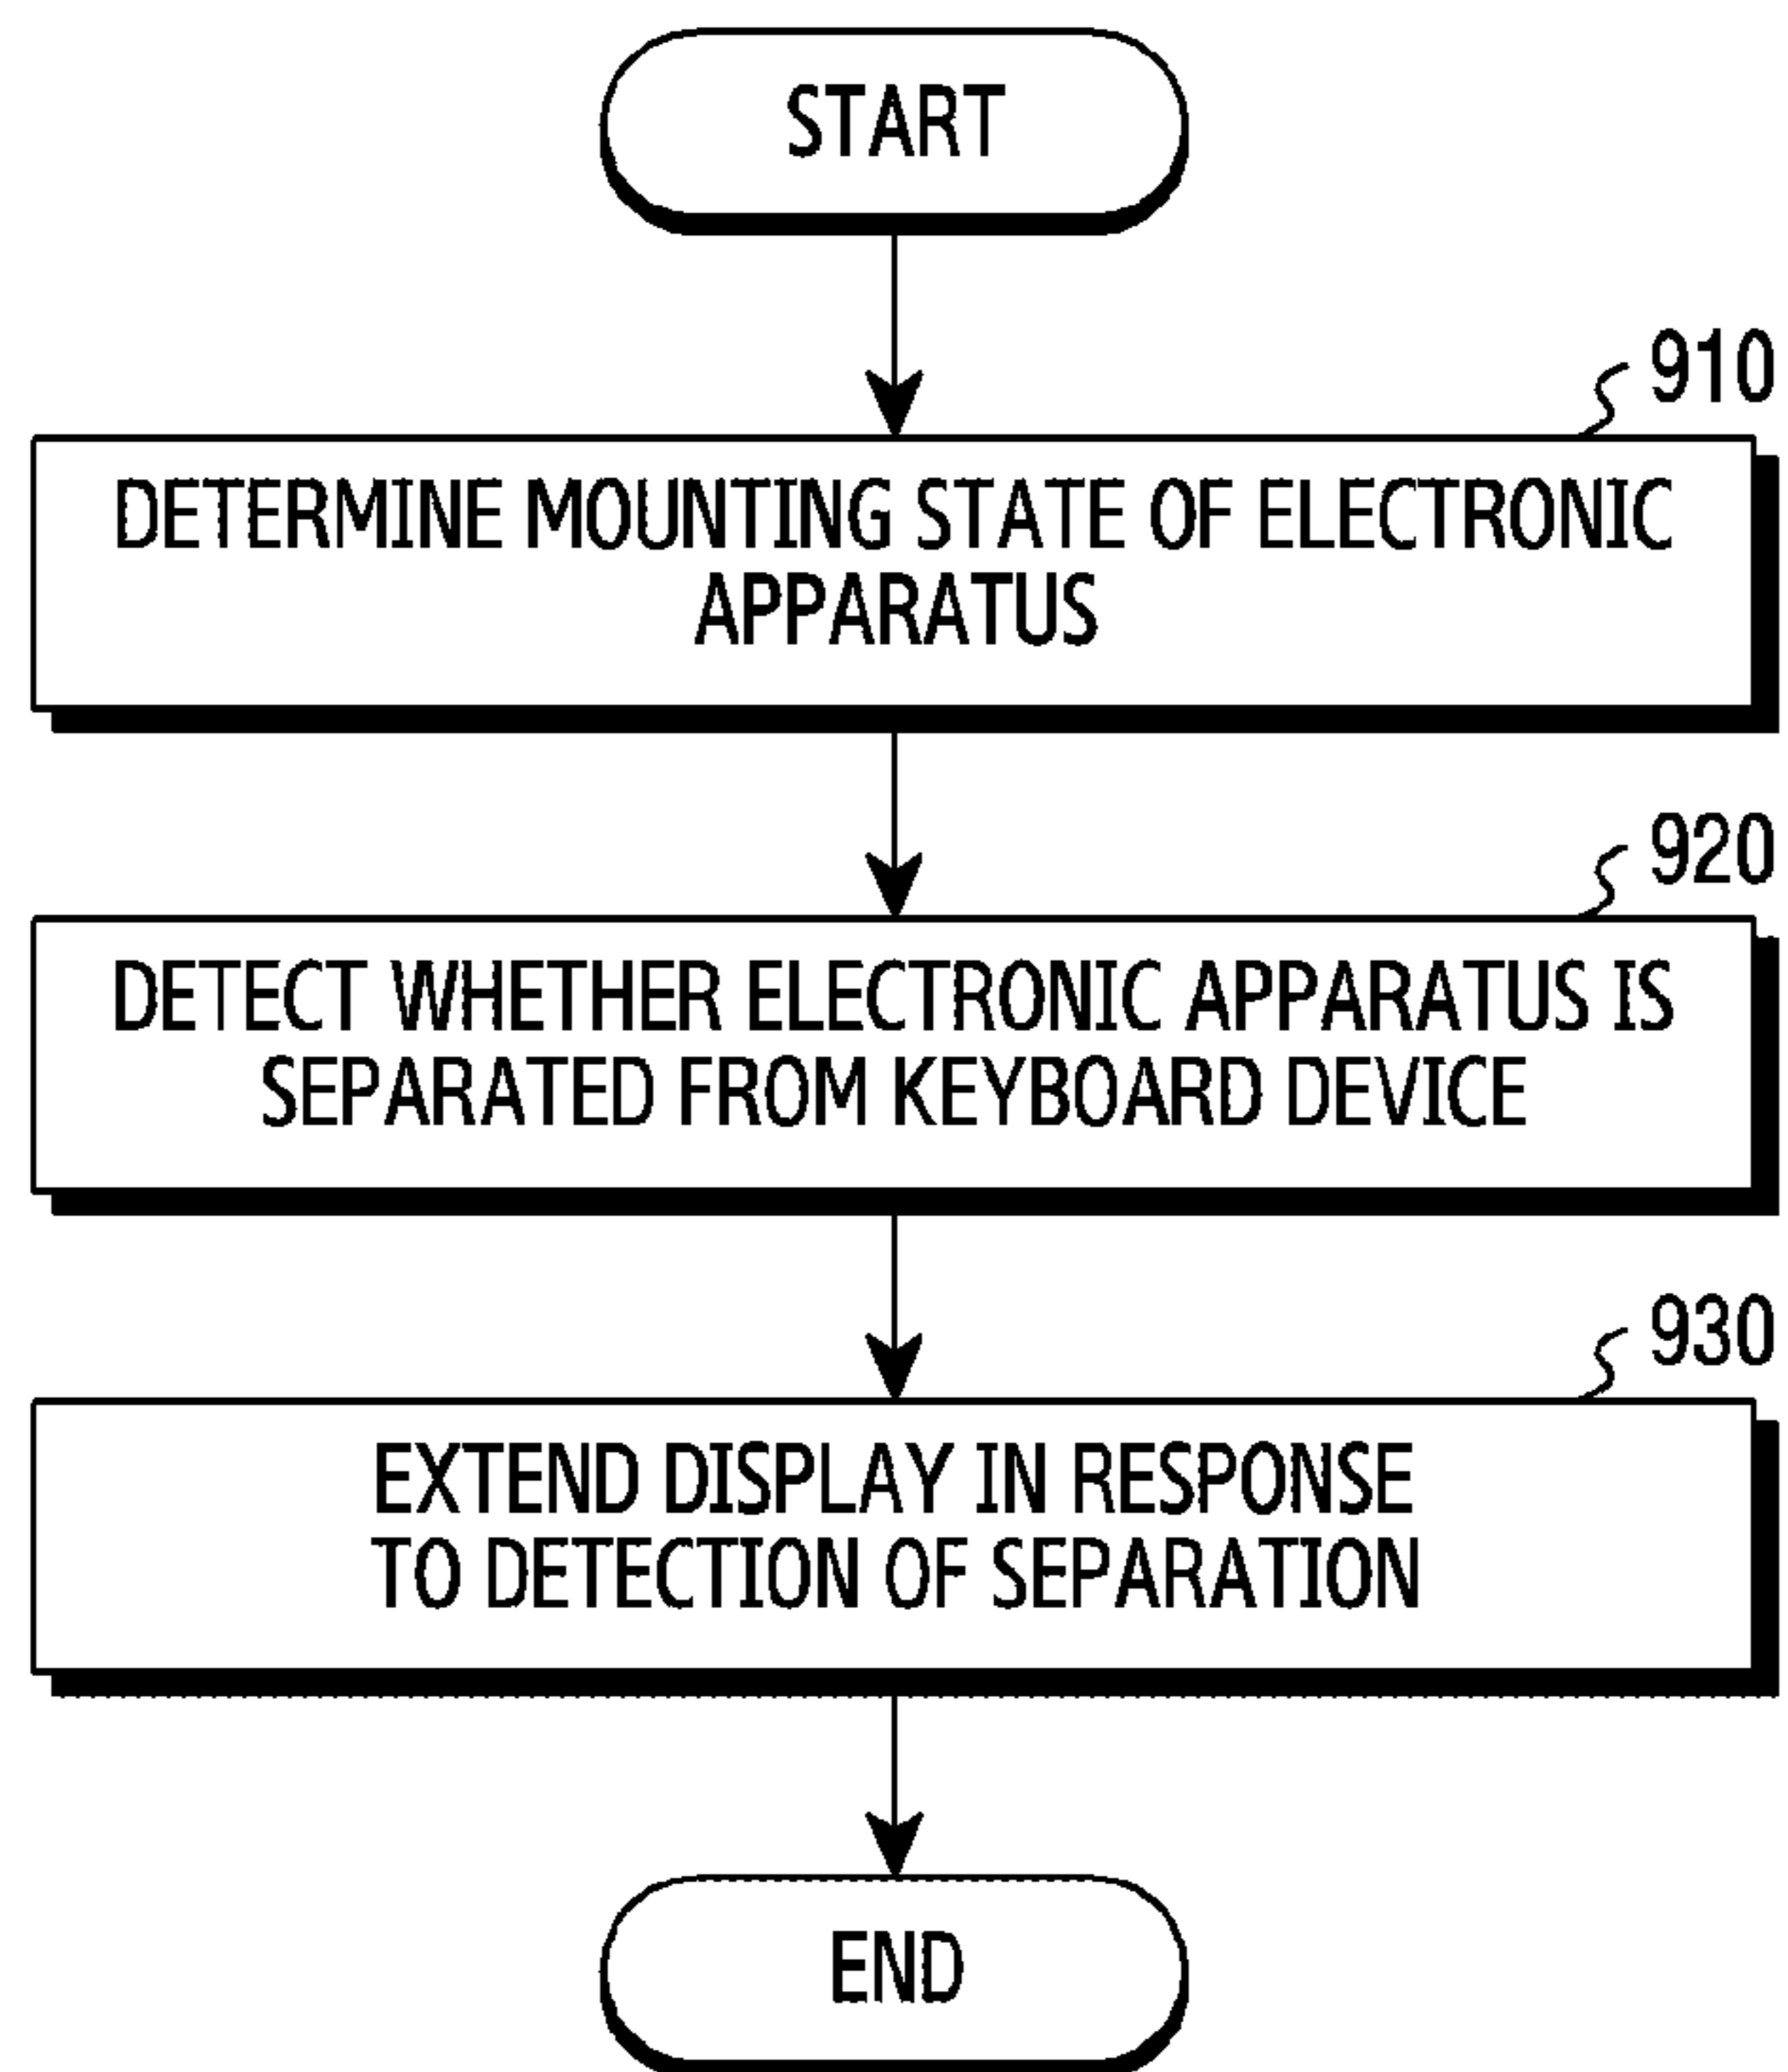 START
910
DETERMINE MOUNTING STATE OF ELECTRONIC
APPARATUS
920
DETECT WHETHER ELECTRONIC APPARATUS IS
SEPARATED FROM KEYBOARD DEVICE
930
EXTEND DISPLAY IN RESPONSE
TO DETECTION OF SEPARATION
END